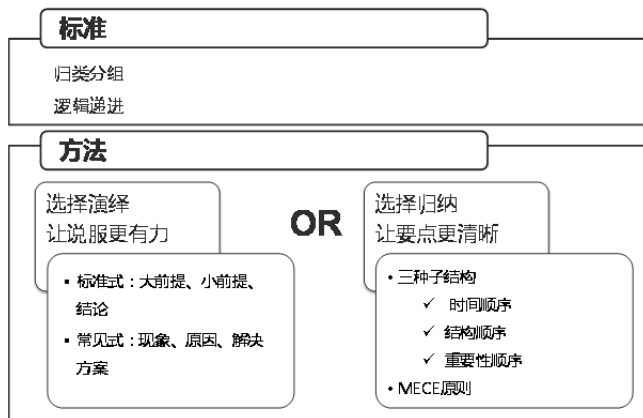 标准
归类分组
逻辑递进
方法
选择演绎
让说服更有力
▪ 标准式：大前提、小前提、
结论
▪ 常见式：现象、原因、解决
方案
OR
选择归纳
让要点更清晰
• 三种子结构
✓ 时间顺序
✓ 结构顺序
✓ 重要性顺序
• MECE原则